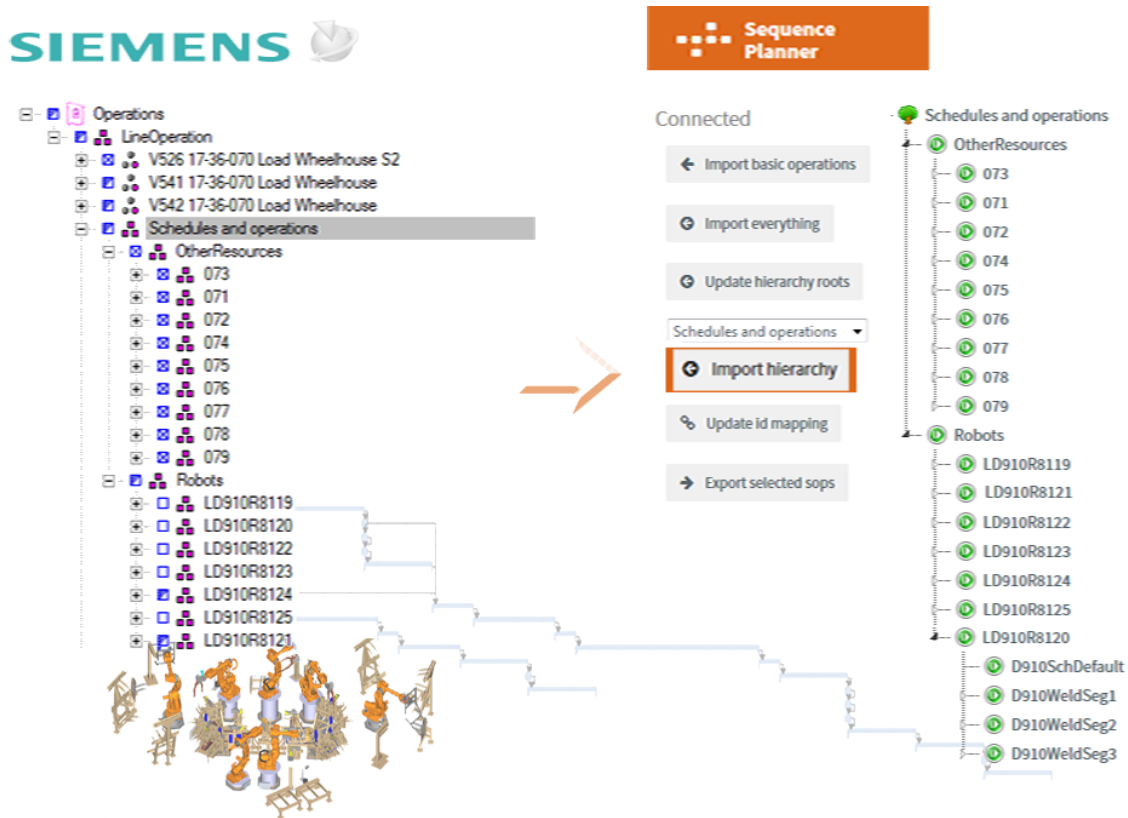 SIEMENS
Sequence
Planner
Operations
LineOperation
V526 17-36-070 Load Wheelhouse S2
V541 17-36-070 Load Wheelhouse
V542 17-36-070 Load Wheelhouse
Schedules and operations
OtherResources
073
071
072
074
075
076
077
078
079
Robots
LD910R8119
LD910R8120
LD910R8122
LD910R8123
LD910R8124
LD910R8125
LD910R8121
Connected
Import basic operations
Import everything
Update hierarchy roots
Schedules and operations
Import hierarchy
Update id mapping
Export selected sops
Schedules and operations
OtherResources
073
071
072
074
075
076
077
078
079
Robots
LD910R8119
LD910R8121
LD910R8122
LD910R8123
LD910R8124
LD910R8125
LD910R8120
D910SchDefault
D910WeldSeg1
D910WeldSeg2
D910WeldSeg3